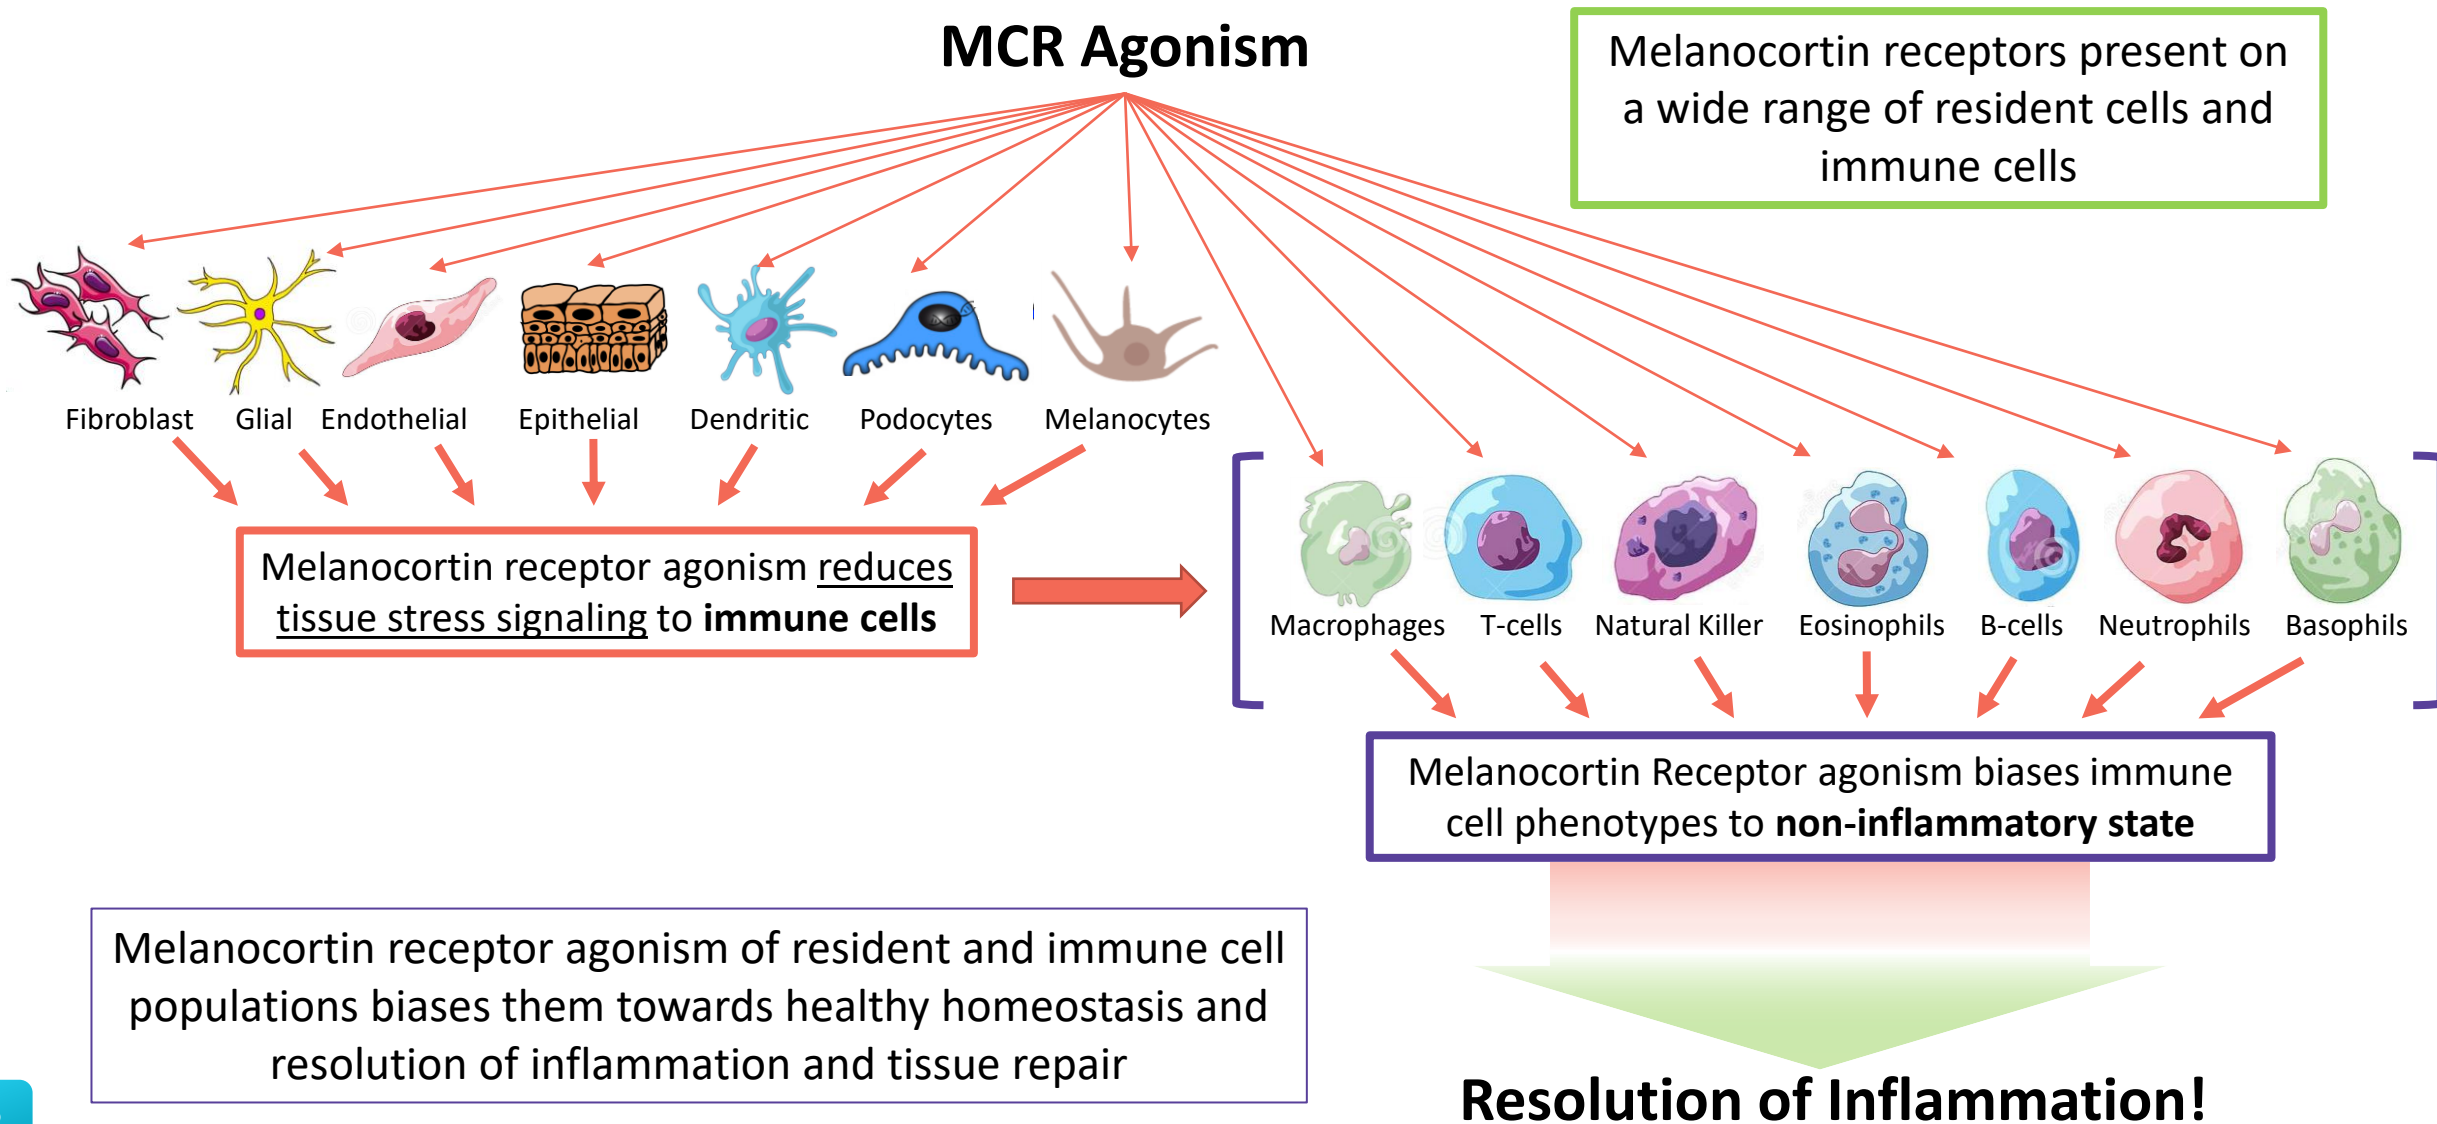 MCR Agonism
Melanocortin receptors present on
a wide range of resident cells and
immune cells
Fibroblast
Glial
Endothelial
Epithelial
Dendritic
Podocytes
Melanocytes
Melanocortin receptor agonism reduces
tissue stress signaling to immune cells
Macrophages
T-cells
Natural Killer
Eosinophils
B-cells
Neutrophils
Basophils
Melanocortin Receptor agonism biases immune
cell phenotypes to non-inflammatory state
Melanocortin receptor agonism of resident and immune cell
populations biases them towards healthy homeostasis and
resolution of inflammation and tissue repair
Resolution of Inflammation!